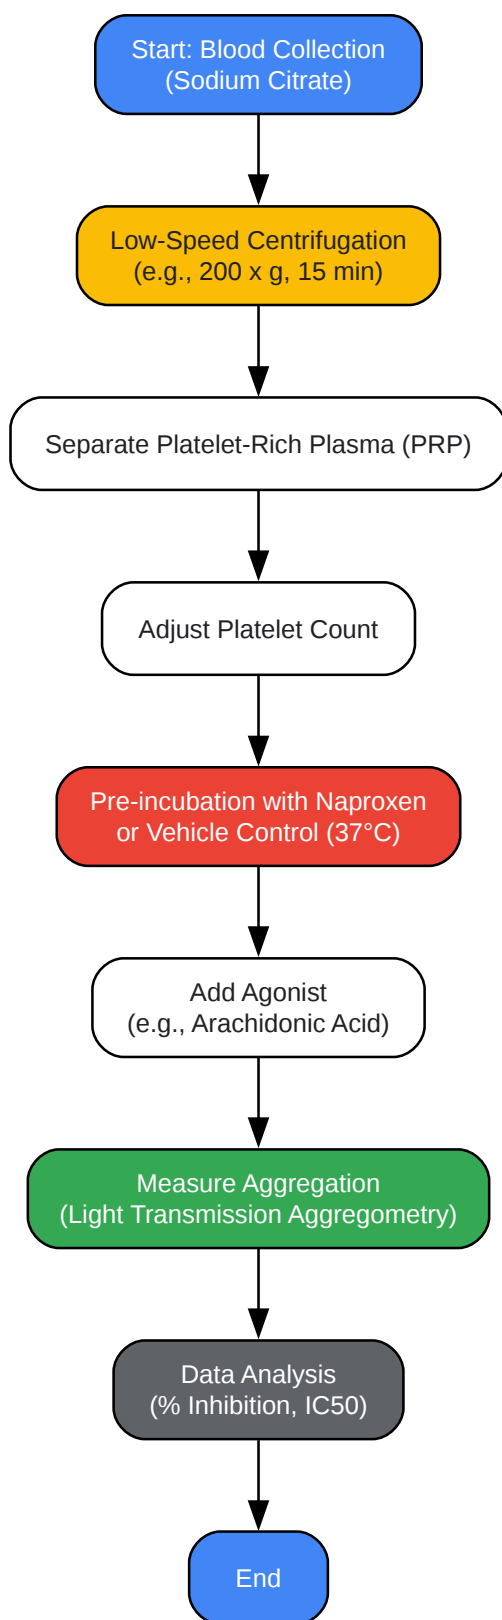 Start: Blood Collection
(Sodium Citrate)
Low-Speed Centrifugation
(e.g., 200 x g, 15 min)
Separate Platelet-Rich Plasma (PRP)
Adjust Platelet Count
Pre-incubation with Naproxen
or Vehicle Control (37°C)
Add Agonist
(e.g., Arachidonic Acid)
Measure Aggregation
(Light Transmission Aggregometry)
Data Analysis
(% Inhibition, IC50)
End